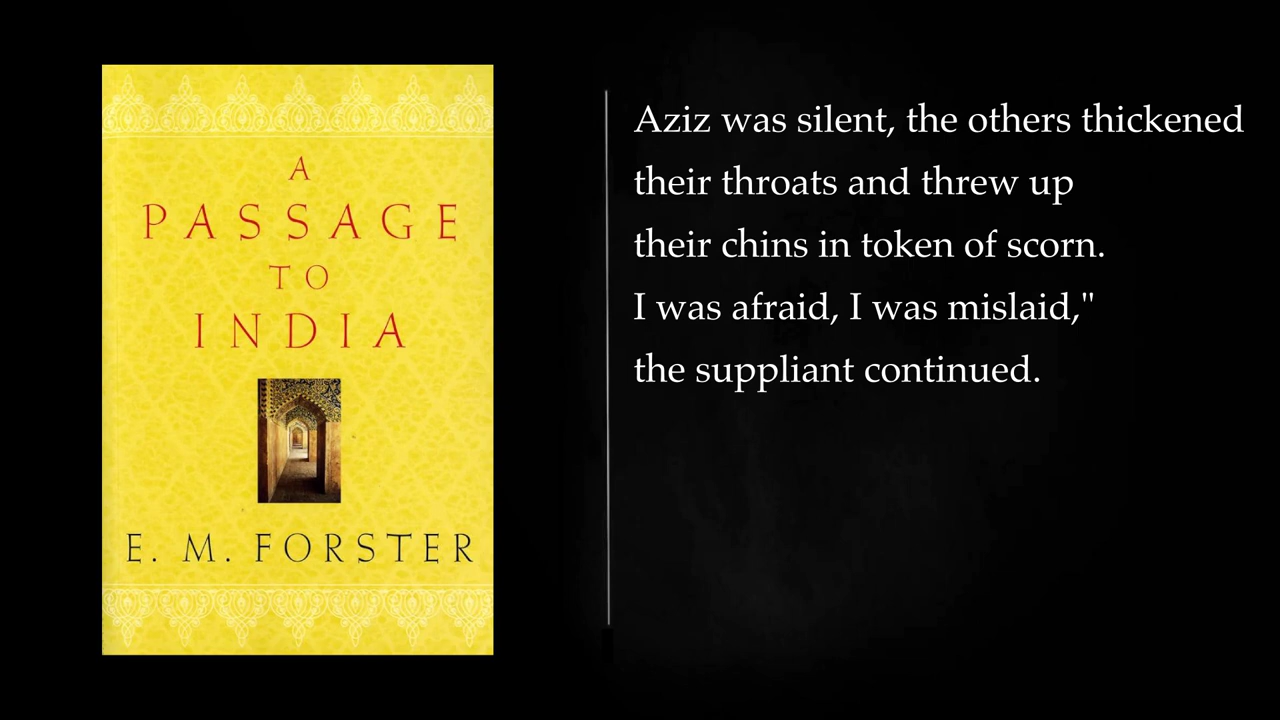 A
PASSAGE
TO
INDIA
E. M. FORSTER
Aziz was silent, the others thickened
their throats and threw up
their chins in token of scorn.
I was afraid, I was mislaid,"
the suppliant continued.